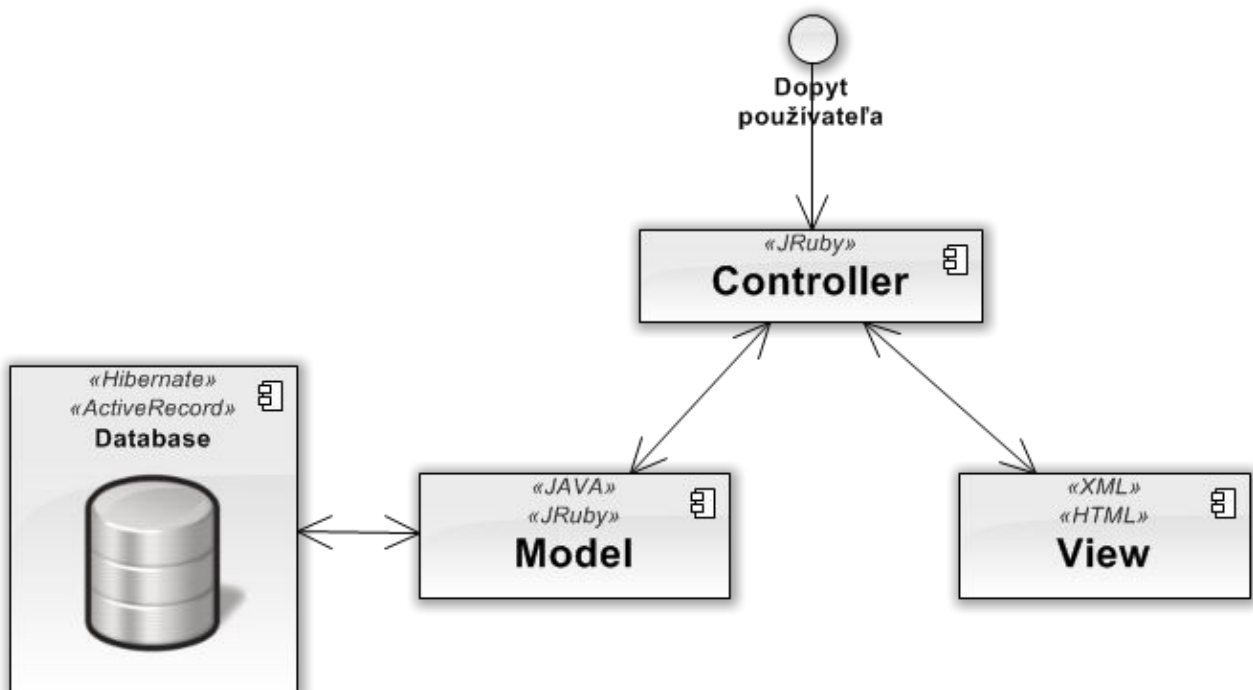 Dopyt
používateľa
«JRuby»
Controller
«Hibernate»
«ActiveRecord»
Database
«JAVA»
«JRuby»
Model
«XML»
«HTML»
View